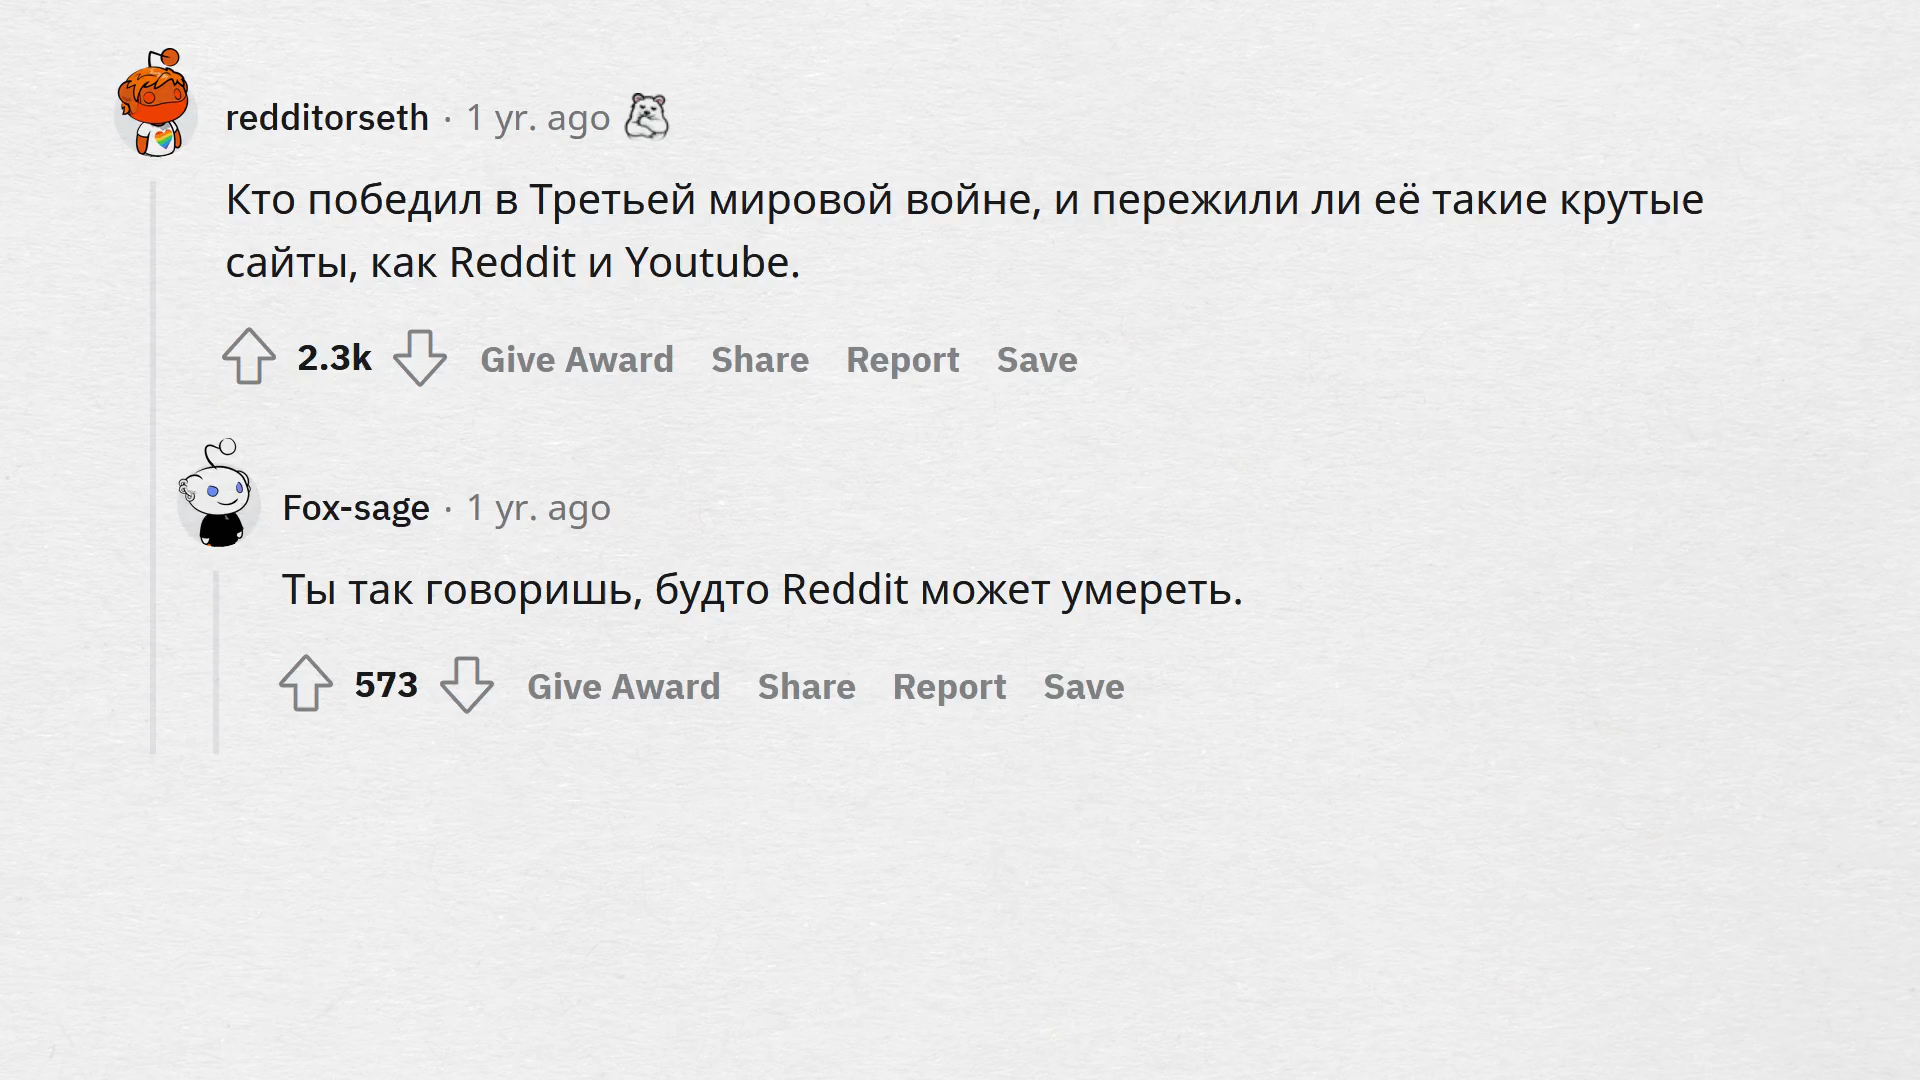 redditorseth · 1 yr. ago
Кто победил в Третьей мировой войне, и пережили ли её такие крутые
сайты, как Reddit и Youtube.
2.3k Give Award Share Report Save
Fox-sage · 1 yr. ago
Ты так говоришь, будто Reddit может умереть.
573 Give Award Share Report Save